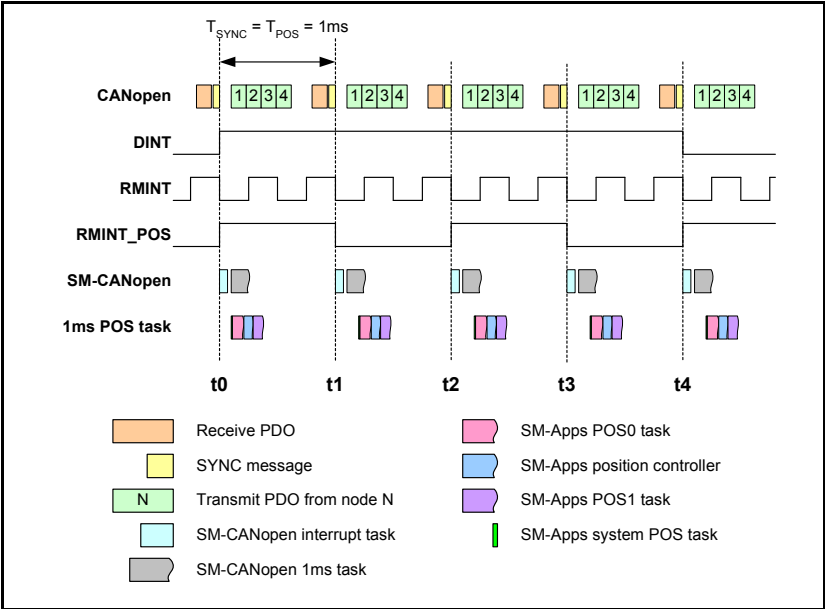 T_SYNC = T_POS = 1ms
CANopen 1 2 3 4 1 2 3 4 1 2 3 4 1 2 3 4 1 2 3 4
DINT
RMINT
RMINT_POS
SM-CANopen
1ms POS task
t0 t1 t2 t3 t4
Receive PDO
SYNC message
N Transmit PDO from node N
SM-CANopen interrupt task
SM-CANopen 1ms task
SM-Apps POS0 task
SM-Apps position controller
SM-Apps POS1 task
SM-Apps system POS task